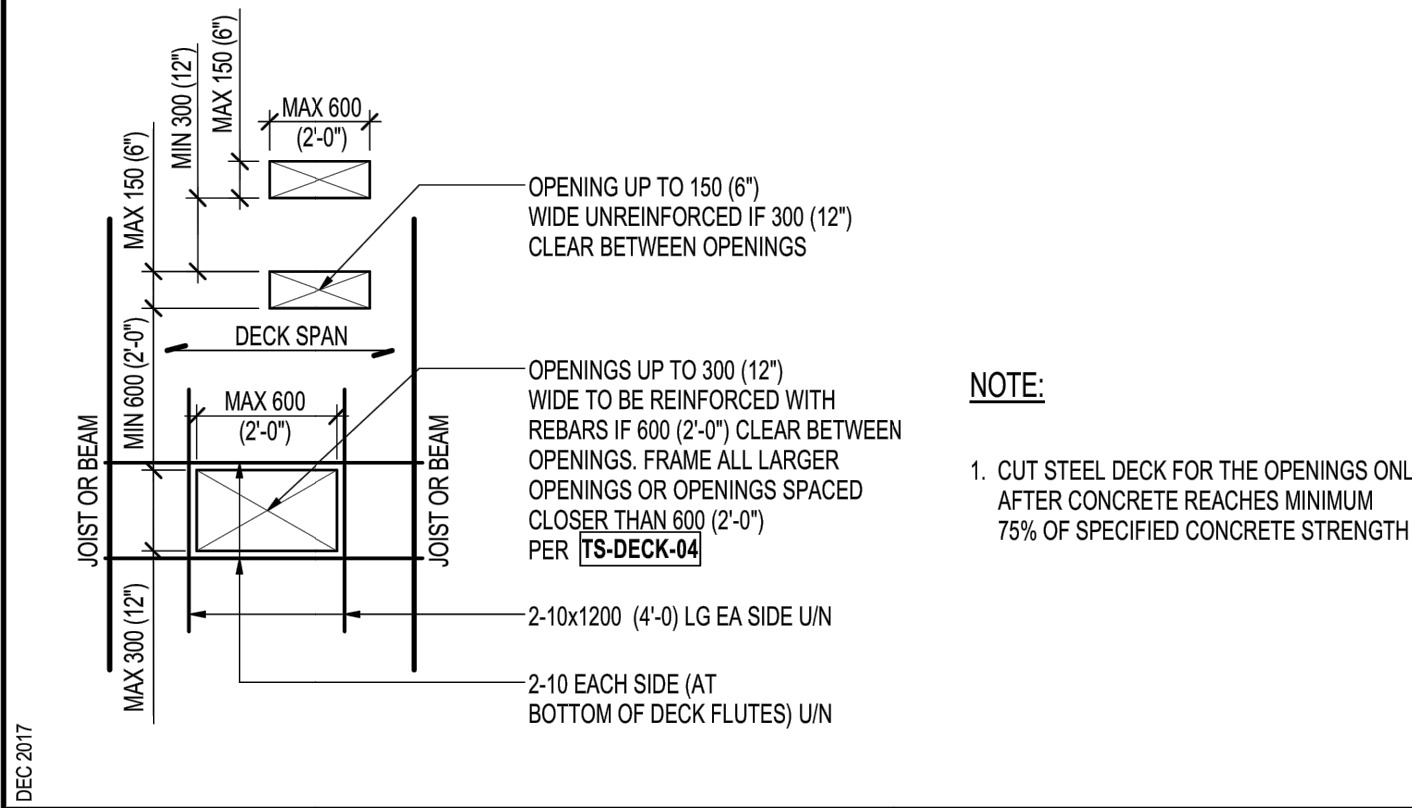 MAX 150 (6")
MIN 300 (12")
MAX 150 (6")
MAX 600
(2'-0")
OPENING UP TO 150 (6")
WIDE UNREINFORCED IF 300 (12")
CLEAR BETWEEN OPENINGS
DECK SPAN
MIN 600 (2'-0")
MAX 600
(2'-0")
JOIST OR BEAM
JOIST OR BEAM
OPENINGS UP TO 300 (12")
WIDE TO BE REINFORCED WITH
REBARS IF 600 (2'-0") CLEAR BETWEEN
OPENINGS. FRAME ALL LARGER
OPENINGS OR OPENINGS SPACED
CLOSER THAN 600 (2'-0")
PER TS-DECK-04
MAX 300 (12")
2-10x1200 (4'-0) LG EA SIDE U/N
2-10 EACH SIDE (AT
BOTTOM OF DECK FLUTES) U/N
NOTE:
1. CUT STEEL DECK FOR THE OPENINGS
AFTER CONCRETE REACHES MINIMUM
75% OF SPECIFIED CONCRETE STRENGTH
DEC 2017